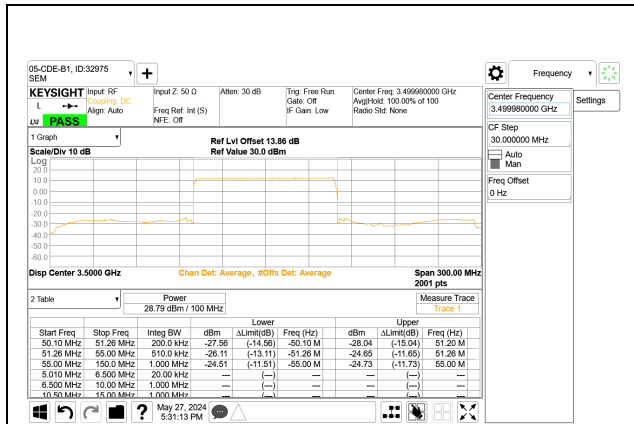 05-CDE-B1, ID:32975
SEM
Frequency
KEYSIGHT
L
LXI PASS
Input: RF
Coupling: DC
Align: Auto
Input Z: 50 Ω
Freq Ref: Int (S)
NFE: Off
Atten: 30 dB
Trig: Free Run
Gate: Off
IF Gain: Low
Center Freq: 3.499980000 GHz
Avg|Hold: 100.00% of 100
Radio Std: None
Center Frequency
3.499980000 GHz
Settings
CF Step
30.000000 MHz
Auto
Man
Freq Offset
0 Hz
1 Graph
Scale/Div 10 dB
Ref Lvl Offset 13.86 dB
Ref Value 30.0 dBm
Log
20.0
10.0
0.00
-10.0
-20.0
-30.0
-40.0
-50.0
-60.0
Disp Center 3.5000 GHz
Chan Det: Average, #Offs Det: Average
Span 300.00 MHz
2001 pts
2 Table
Power
28.79 dBm / 100 MHz
Measure Trace
Trace 1
Lower Upper
Start Freq Stop Freq Integ BW dBm ΔLimit(dB) Freq (Hz) dBm ΔLimit(dB) Freq (Hz)
50.10 MHz 51.26 MHz 200.0 kHz -27.56 (-14.56) -50.10 M -28.04 (-15.04) 51.20 M
51.26 MHz 55.00 MHz 510.0 kHz -26.11 (-13.11) -51.26 M -24.65 (-11.65) 51.26 M
55.00 MHz 150.0 MHz 1.000 MHz -24.51 (-11.51) -55.00 M -24.73 (-11.73) 55.00 M
5.010 MHz 6.500 MHz 20.00 kHz --- (---) --- (---) ---
6.500 MHz 10.00 MHz 1.000 MHz --- (---) --- (---) ---
10.50 MHz 15.00 MHz 1.000 MHz --- (---) --- (---) ---
? May 27, 2024
5:31:13 PM